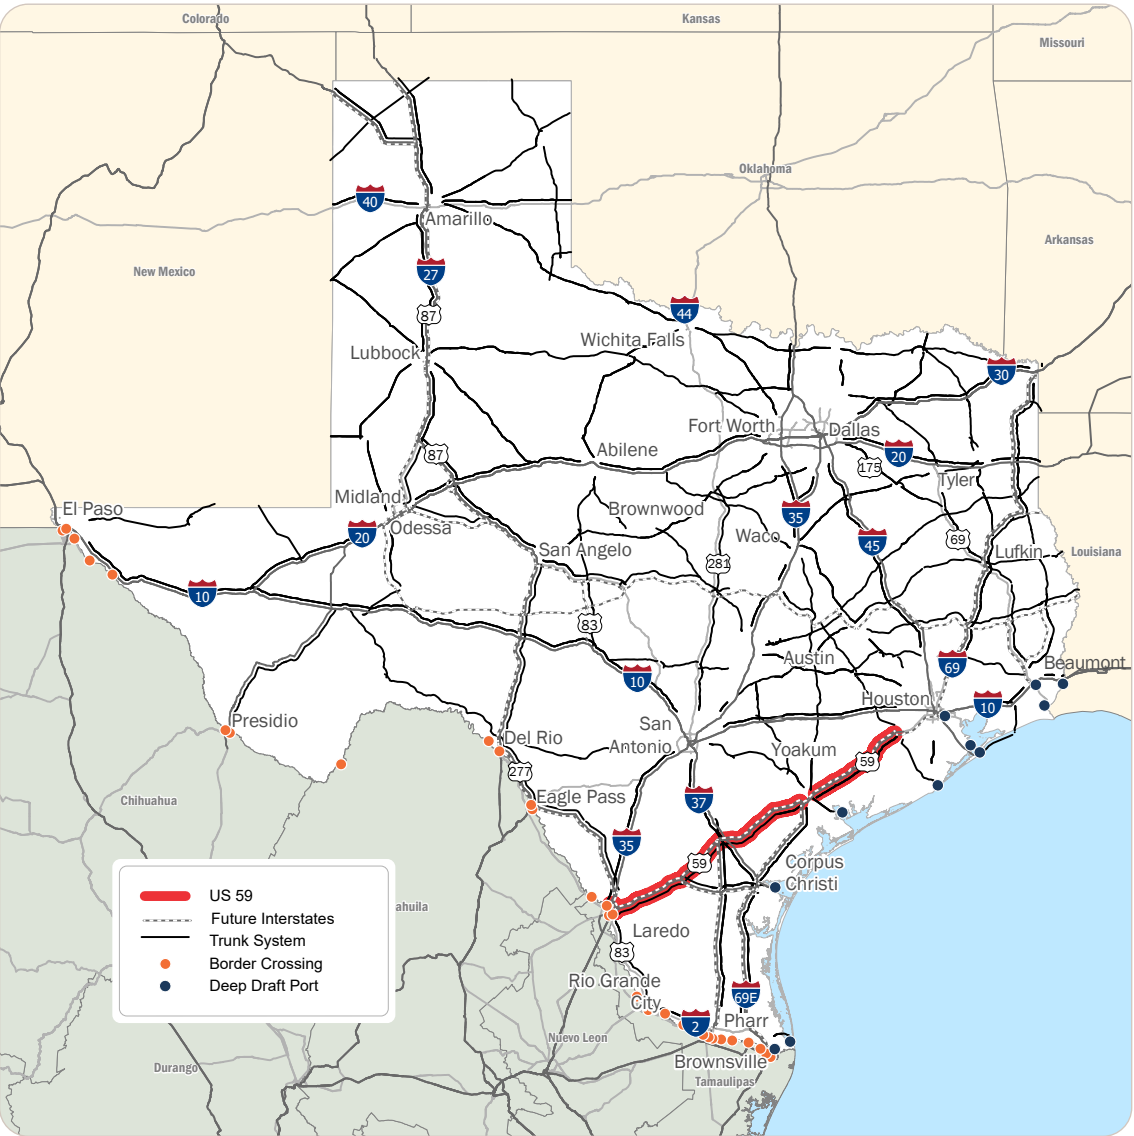 Colorado
Kansas
Missouri
Oklahoma
40
Amarillo
Arkansas
New Mexico
27
44
87
Wichita Falls
Lubbock
30
Fort Worth
Dallas
87
Abilene
20
175
Tyler
Midland
El Paso
Brownwood
35
Odessa
20
Waco
45
69
San Angelo
Lufkin
Louisiana
281
10
83
Austin
69
Beaumont
10
Houston
10
Presidio
San
Antonio
Del Rio
Yoakum
59
277
Chihuahua
Eagle Pass
37
35
59
Corpus
Christi
US 59
ahuila
Future Interstates
Laredo
Trunk System
83
Border Crossing
Rio Grande
City
Deep Draft Port
69E
2
Pharr
Nuevo Leon
Durango
Brownsville
Tamaulipas